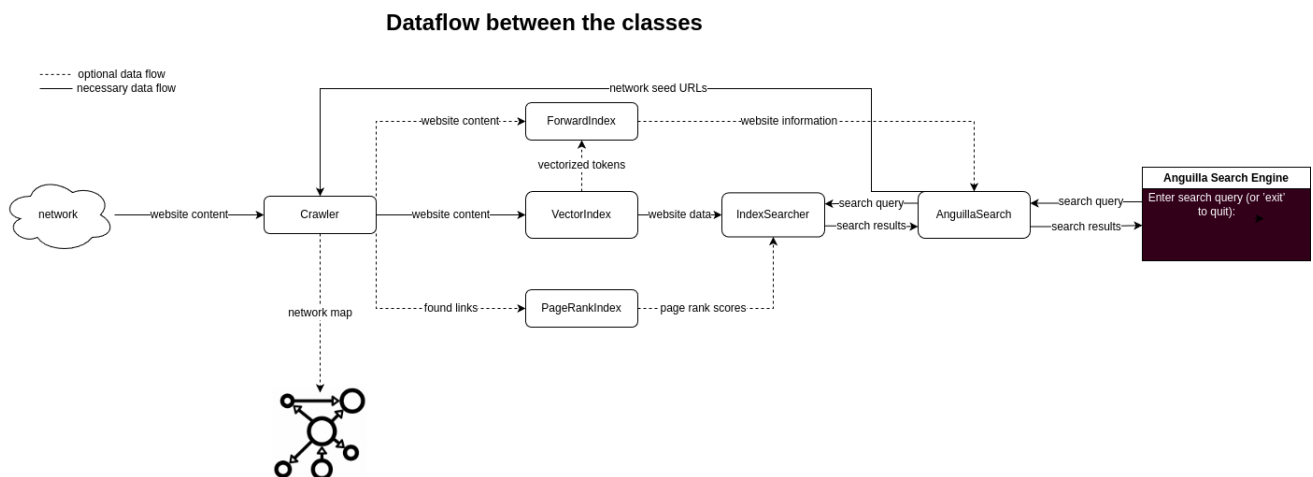 Dataflow between the classes
optional data flow
necessary data flow
network seed URLs
website content
ForwardIndex
website information
vectorized tokens
network
website content
Crawler
website content
VectorIndex
website data
IndexSearcher
search query
search results
AnguillaSearch
search query
search results
Anguilla Search Engine
Enter search query (or 'exit'
to quit):
network map
found links
PageRankIndex
page rank scores